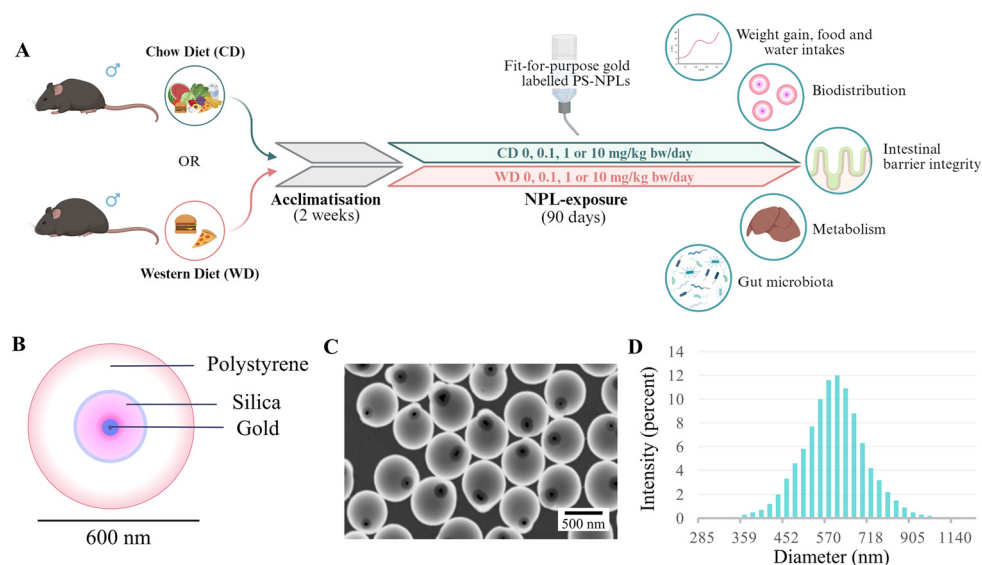 A
Chow Diet (CD)
OR
Western Diet (WD)
Acclimatisation
(2 weeks)
Fit-for-purpose gold
labelled PS-NPLs
CD 0, 0.1, 1 or 10 mg/kg bw/day
WD 0, 0.1, 1 or 10 mg/kg bw/day
NPL-exposure
(90 days)
Weight gain, food and
water intakes
Biodistribution
Intestinal
barrier integrity
Metabolism
Gut microbiota
B
Polystyrene
Silica
Gold
600 nm
C
500 nm
D
Intensity (percent)
14
12
10
8
6
4
2
0
285 359 452 570 718 905 1140
Diameter (nm)